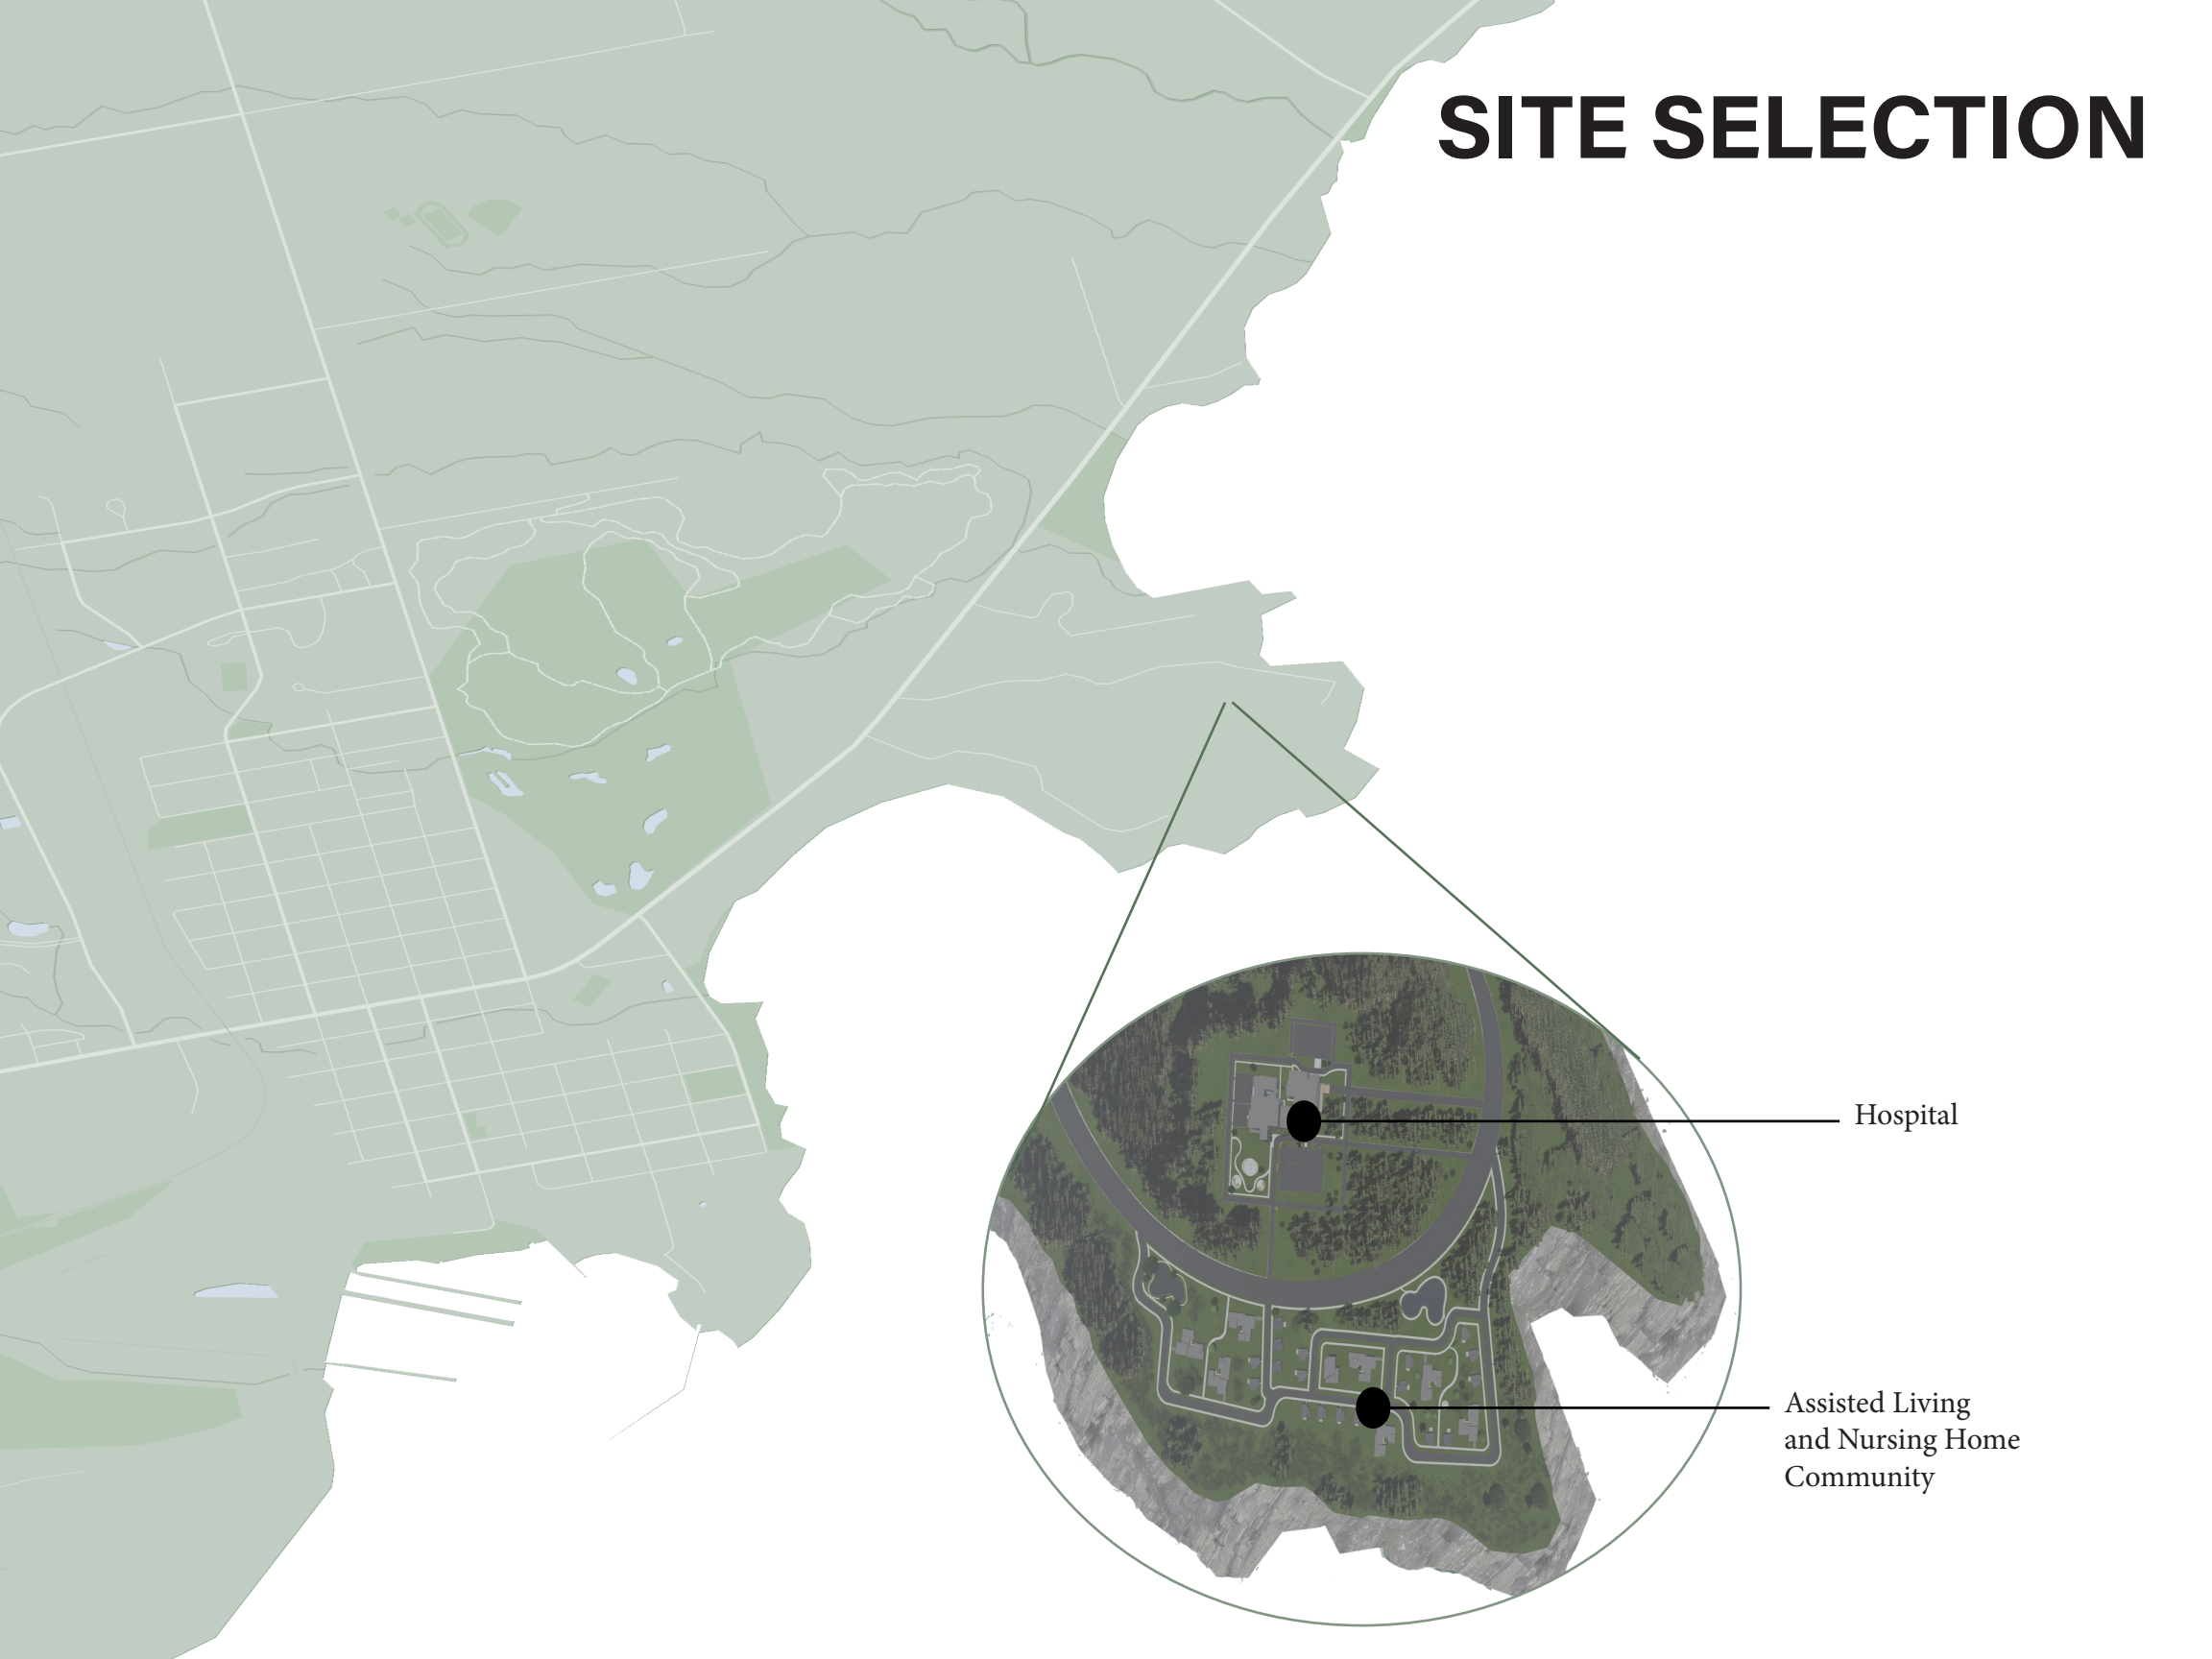 SITE SELECTION
Hospital
Assisted Living
and Nursing Home
Community